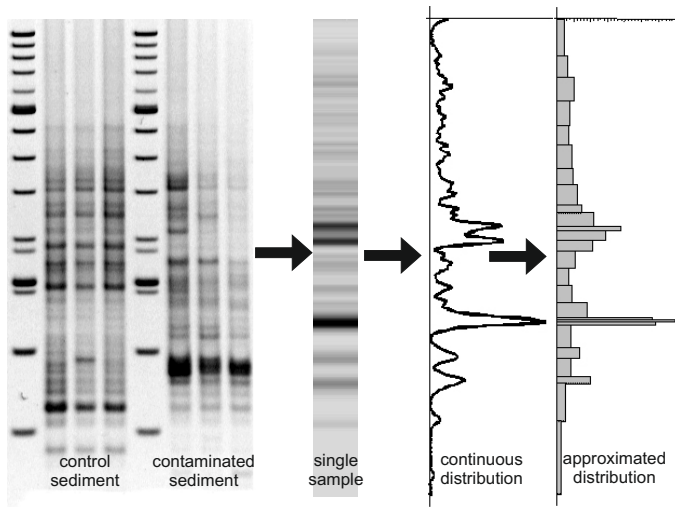 control
sediment
contaminated
sediment
single
sample
continuous
distribution
approximated
distribution